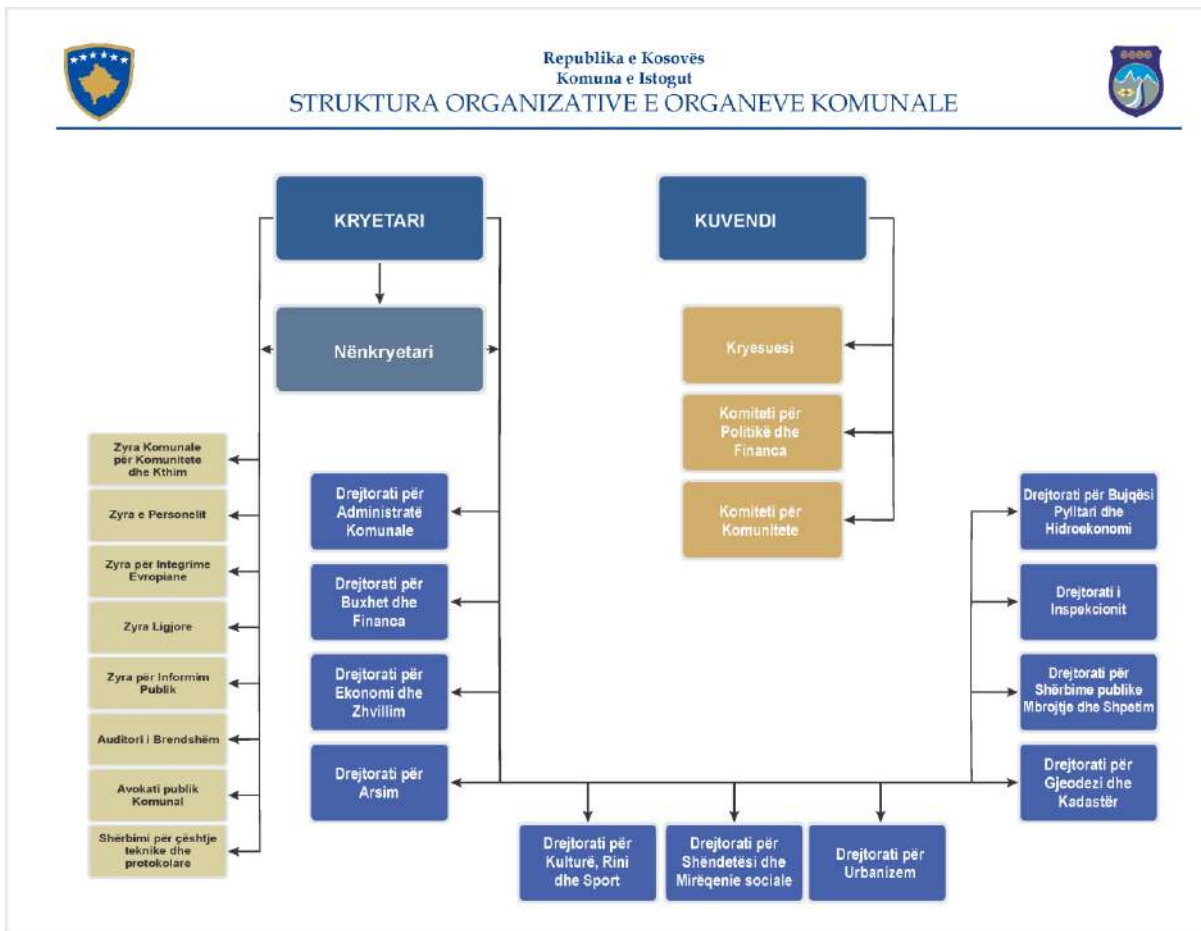 Republika e Kosovës
Komuna e Istogut
STRUKTURA ORGANIZATIVE E ORGANEVE KOMUNALE
KRYETARI
KUVENDI
Nënkryetari
Kryesuesi
Komiteti për
Politikë dhe
Financa
Komiteti për
Komunitete
Zyra Komunale
për Komunitete
dhe Kthim
Zyra e Personelit
Zyra për Integrime
Evropiane
Zyra Ligjore
Zyra për Informim
Publik
Auditori i Brendshëm
Avokati publik
Komunal
Shërbimi për çështje
teknike dhe
protokolare
Drejtorati për
Administratë
Komunale
Drejtorati për
Buxhet dhe
Financa
Drejtorati për
Ekonomi dhe
Zhvillim
Drejtorati për
Arsim
Drejtorati për
Kulturë, Rini
dhe Sport
Drejtorati për
Shëndetësi dhe
Mirëqenie sociale
Drejtorati për
Urbanizem
Drejtorati për Bujqësi
Pylltari dhe
Hidroekonomi
Drejtorati i
Inspekcionit
Drejtorati për
Shërbime publike
Mbrojtje dhe Shpetim
Drejtorati për
Gjeodezi dhe
Kadastër